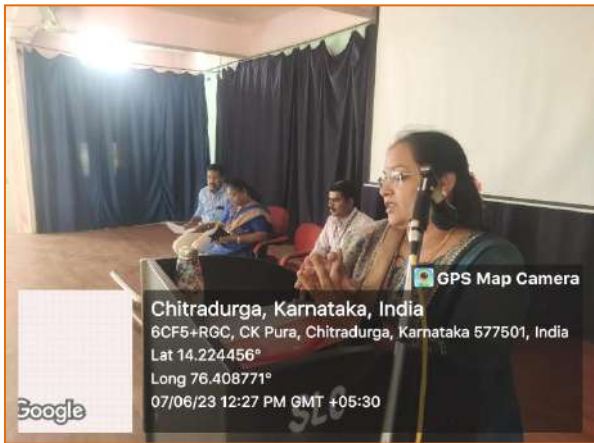 GPS Map Camera
Chitradurga, Karnataka, India
6CF5+RGC, CK Pura, Chitradurga, Karnataka 577501, India
Lat 14.224456°
Long 76.408771°
07/06/23 12:27 PM GMT +05:30
Google